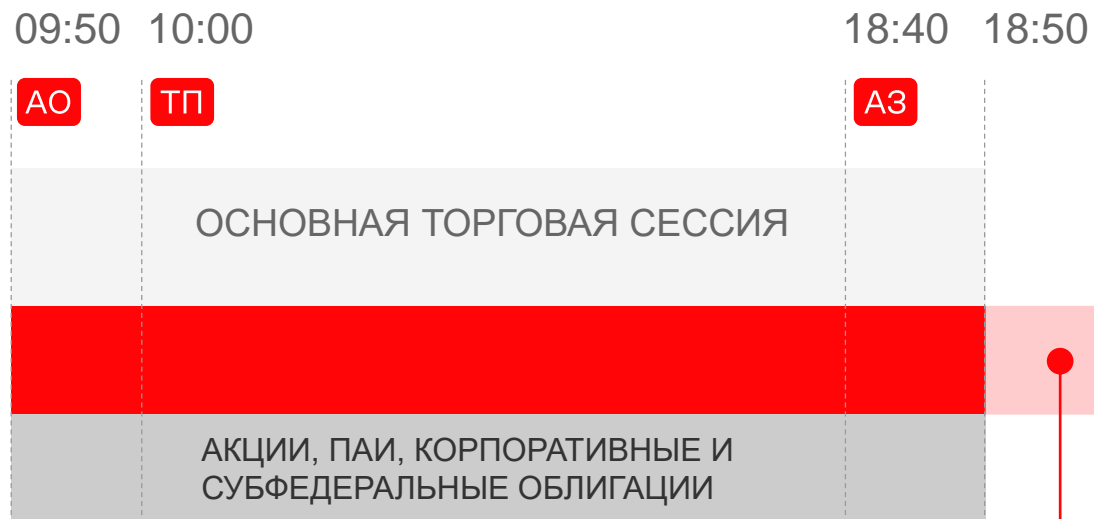 09:50 10:00 18:40 18:50
АО ТП АЗ
ОСНОВНАЯ ТОРГОВАЯ СЕССИЯ
АКЦИИ, ПАИ, КОРПОРАТИВНЫЕ И
СУБФЕДЕРАЛЬНЫЕ ОБЛИГАЦИИ